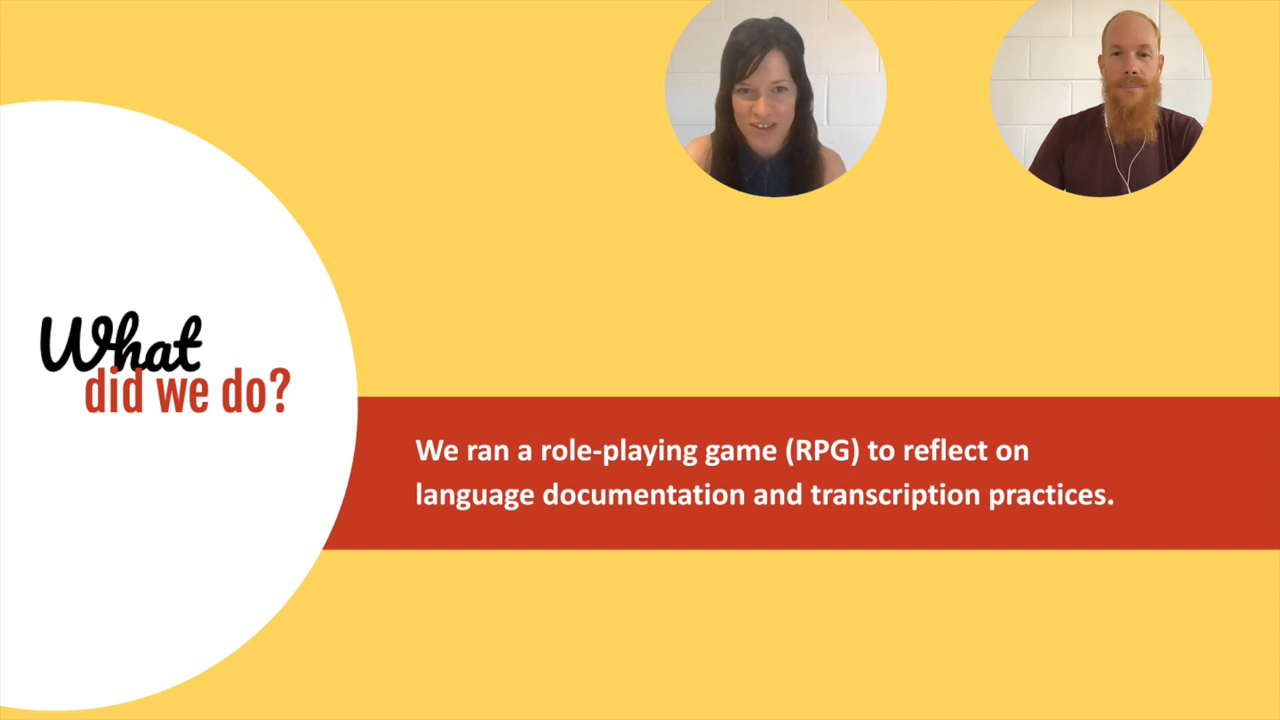 What
did we do?
We ran a role-playing game (RPG) to reflect on
language documentation and transcription practices.